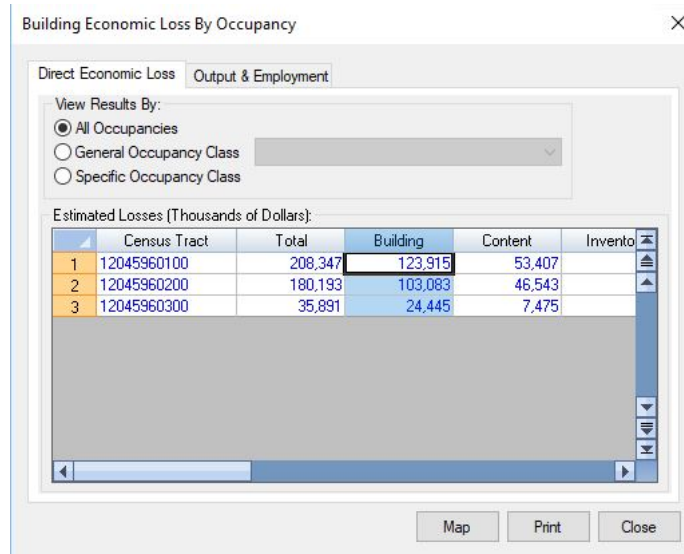 Building Economic Loss By Occupancy
Direct Economic Loss Output & Employment
View Results By:
All Occupancies
General Occupancy Class
Specific Occupancy Class
Estimated Losses (Thousands of Dollars):
Census Tract Total Building Content Invento
1 12045960100 208,347 123,915 53,407
2 12045960200 180,193 103,083 46,543
3 12045960300 35,891 24,445 7,475
Map Print Close